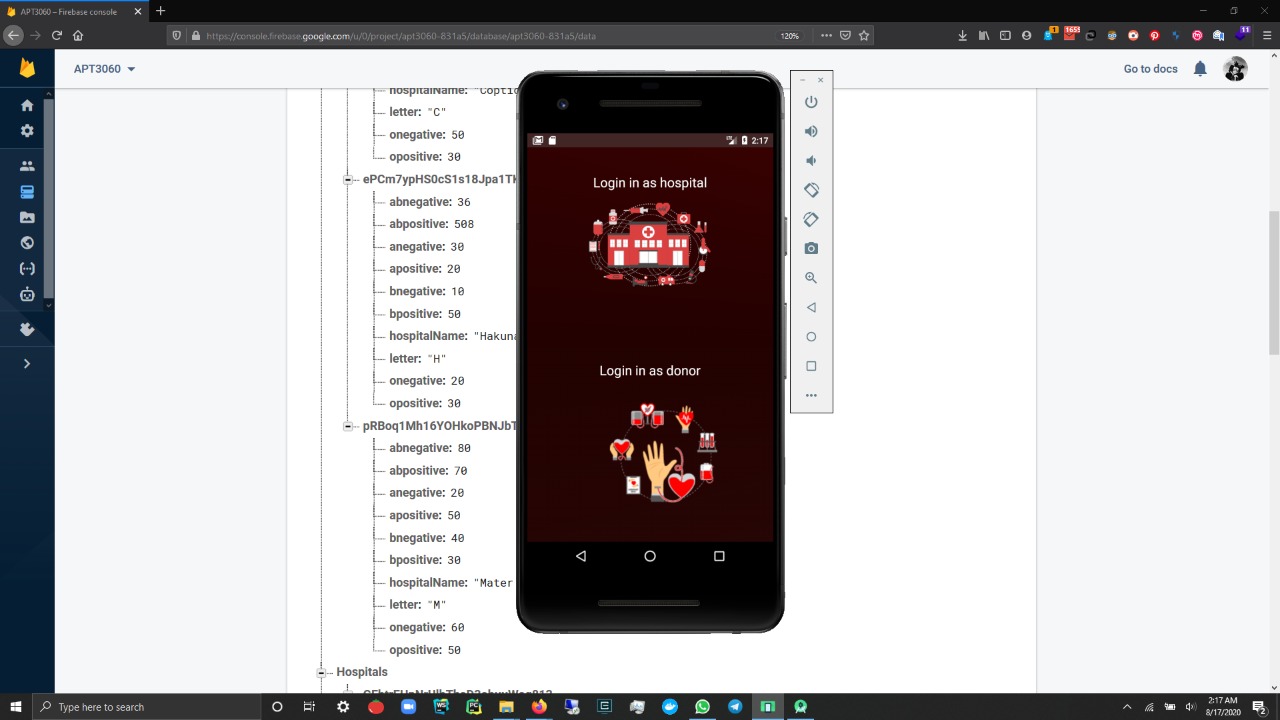 APT3060 – Firebase console
https://console.firebase.google.com/u/0/project/apt3060-831a5/database/apt3060-831a5/data
120%
1
1655
APT3060
Go to docs
hospitalName: "Coptic
letter: "C"
onegative: 50
opositive: 30
ePCm7ypHS0cS1s18Jpa1TK
abnegative: 36
abpositive: 508
anegative: 30
apositive: 20
bnegative: 10
bpositive: 50
hospitalName: "Hakuna
letter: "H"
onegative: 20
opositive: 30
pRBoq1Mh16YOHkoPBNJbT
abnegative: 80
abpositive: 70
anegative: 20
apositive: 50
bnegative: 40
bpositive: 30
hospitalName: "Mater
letter: "M"
onegative: 60
opositive: 50
Hospitals
2:17
Login in as hospital
Login in as donor
Type here to search
2:17 AM
8/17/2020